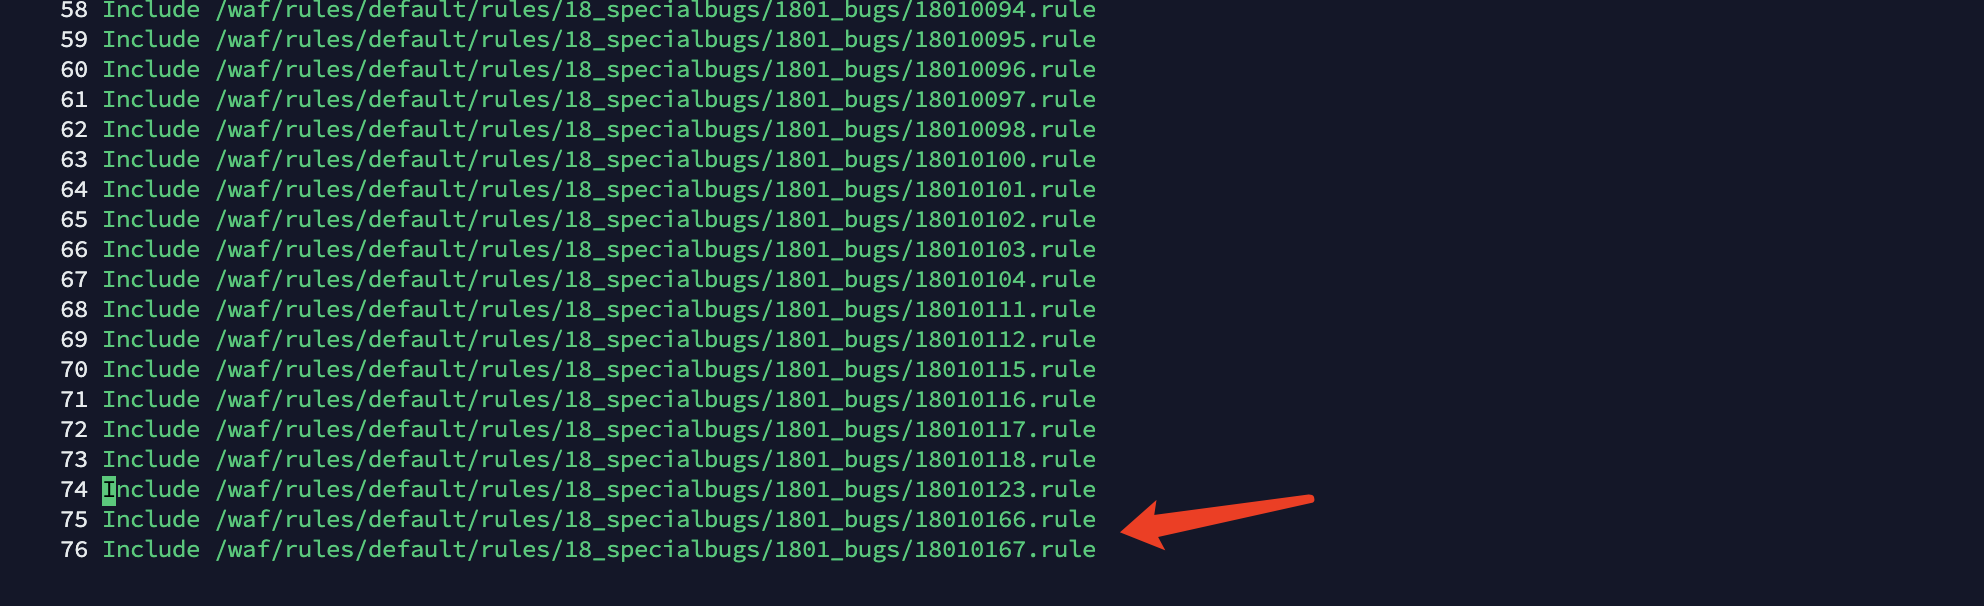 58 Include /waf/rules/default/rules/18_specialbugs/1801_bugs/18010094.rule
59 Include /waf/rules/default/rules/18_specialbugs/1801_bugs/18010095.rule
60 Include /waf/rules/default/rules/18_specialbugs/1801_bugs/18010096.rule
61 Include /waf/rules/default/rules/18_specialbugs/1801_bugs/18010097.rule
62 Include /waf/rules/default/rules/18_specialbugs/1801_bugs/18010098.rule
63 Include /waf/rules/default/rules/18_specialbugs/1801_bugs/18010100.rule
64 Include /waf/rules/default/rules/18_specialbugs/1801_bugs/18010101.rule
65 Include /waf/rules/default/rules/18_specialbugs/1801_bugs/18010102.rule
66 Include /waf/rules/default/rules/18_specialbugs/1801_bugs/18010103.rule
67 Include /waf/rules/default/rules/18_specialbugs/1801_bugs/18010104.rule
68 Include /waf/rules/default/rules/18_specialbugs/1801_bugs/18010111.rule
69 Include /waf/rules/default/rules/18_specialbugs/1801_bugs/18010112.rule
70 Include /waf/rules/default/rules/18_specialbugs/1801_bugs/18010115.rule
71 Include /waf/rules/default/rules/18_specialbugs/1801_bugs/18010116.rule
72 Include /waf/rules/default/rules/18_specialbugs/1801_bugs/18010117.rule
73 Include /waf/rules/default/rules/18_specialbugs/1801_bugs/18010118.rule
74 Include /waf/rules/default/rules/18_specialbugs/1801_bugs/18010123.rule
75 Include /waf/rules/default/rules/18_specialbugs/1801_bugs/18010166.rule
76 Include /waf/rules/default/rules/18_specialbugs/1801_bugs/18010167.rule